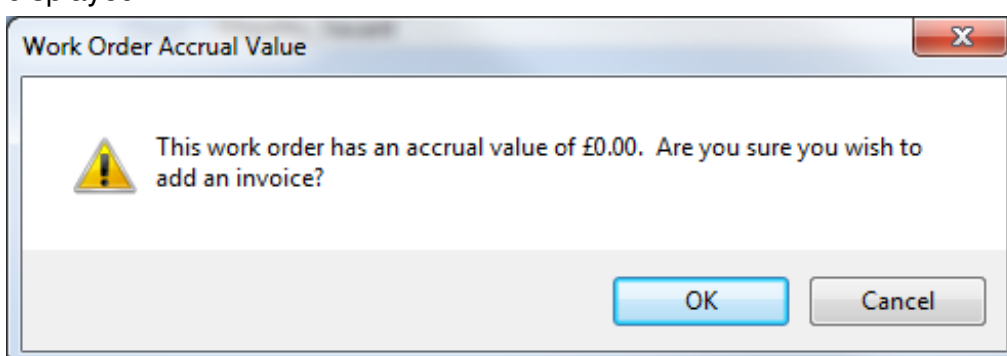 Work Order Accrual Value
This work order has an accrual value of £0.00. Are you sure you wish to
add an invoice?
OK
Cancel